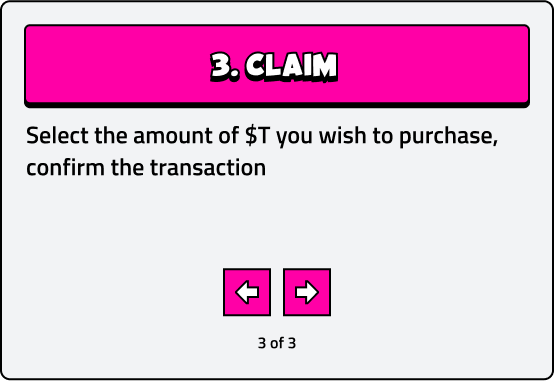 3. CLAIM
Select the amount of $T you wish to purchase,
confirm the transaction
3 of 3